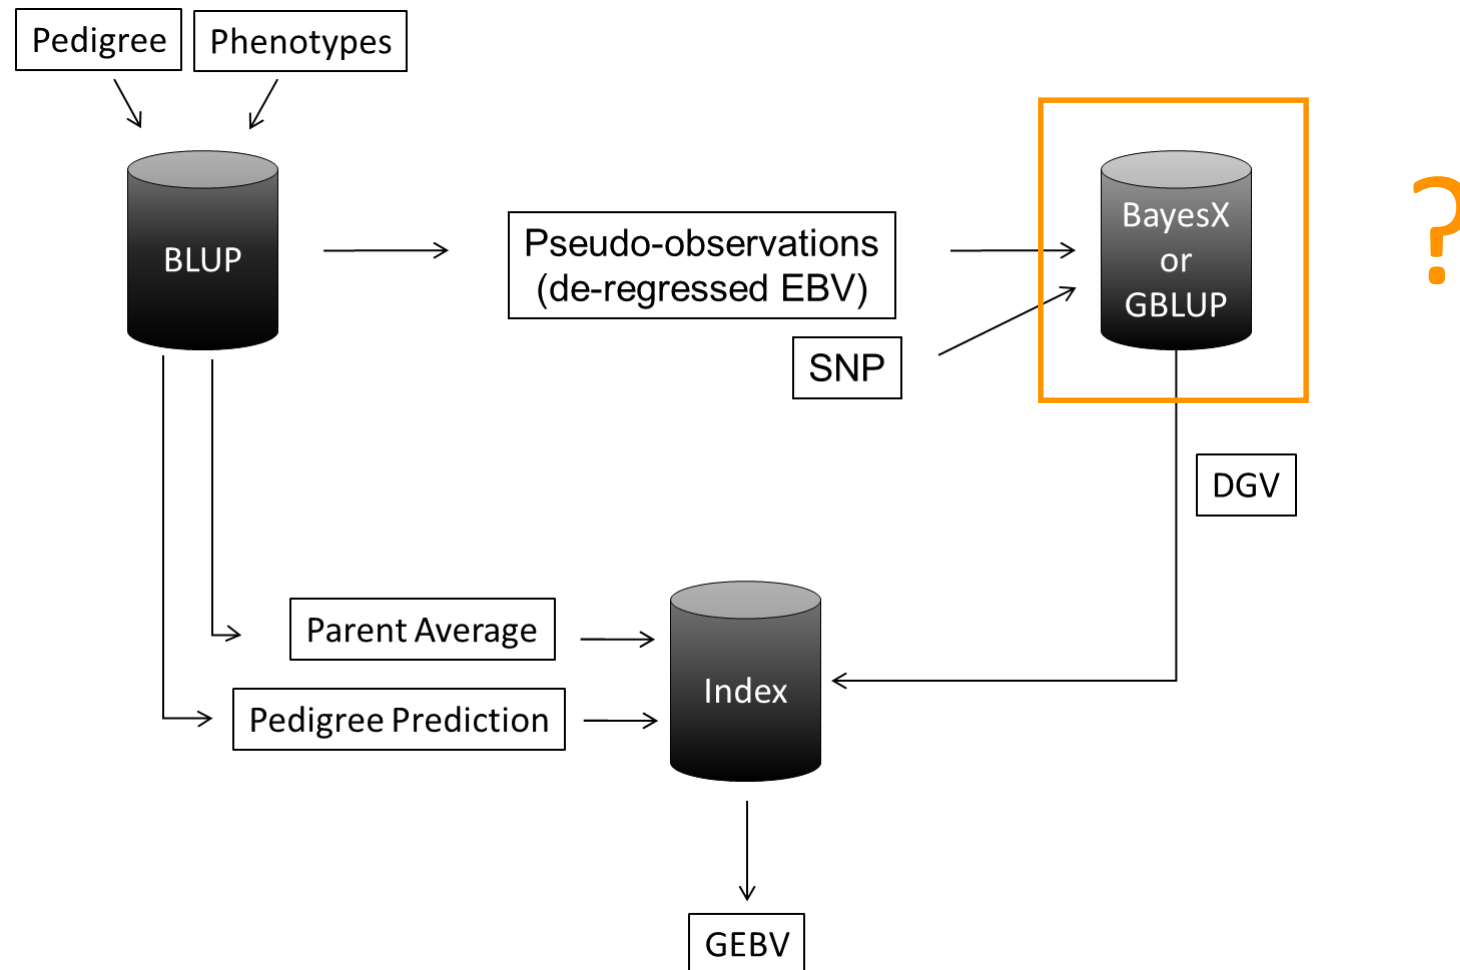 Pedigree
Phenotypes
BLUP
Pseudo-observations
(de-regressed EBV)
SNP
BayesX
or
GBLUP
?
DGV
Parent Average
Pedigree Prediction
Index
GEBV